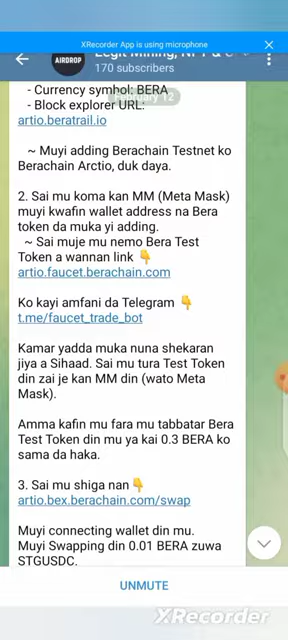 XRecorder App is using microphone
AIRDROP
170 subscribers
- Currency symbol: BERA
February 12
- Block explorer URL:
artio.beratrail.io
~ Muyi adding Berachain Testnet ko
Berachain Arctio, duk daya.
2. Sai mu koma kan MM (Meta Mask)
muyi kwafin wallet address na Bera
token da muka yi adding.
~ Sai muje mu nemo Bera Test
Token a wannan link 👇
artio.faucet.berachain.com
Ko kayi amfani da Telegram 👇
t.me/faucet_trade_bot
Kamar yadda muka nuna shekaran
jiya a Sihaad. Sai mu tura Test Token
din zai je kan MM din (wato Meta
Mask).
Amma kafin mu fara mu tabbatar Bera
Test Token din mu ya kai 0.3 BERA ko
sama da haka.
3. Sai mu shiga nan 👇
artio.bex.berachain.com/swap
Muyi connecting wallet din mu.
Muyi Swapping din 0.01 BERA zuwa
STGUSDC.
UNMUTE
XRecorder